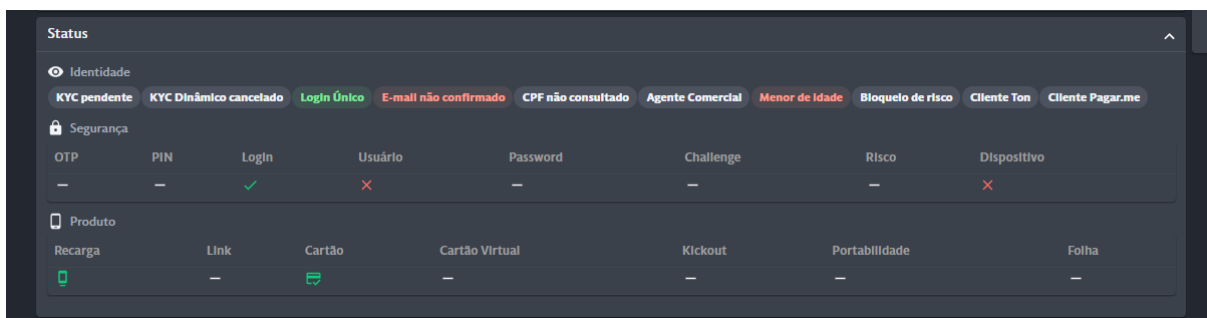 Status
Identidade
KYC pendente KYC Dinâmico cancelado Login Único E-mail não confirmado CPF não consultado Agente Comercial Menor de idade Bloqueio de risco Cliente Ton Cliente Pagar.me
Segurança
OTP PIN Login Usuário Password Challenge Risco Dispositivo
Produto
Recarga Link Cartão Cartão Virtual Kickout Portabilidade Folha